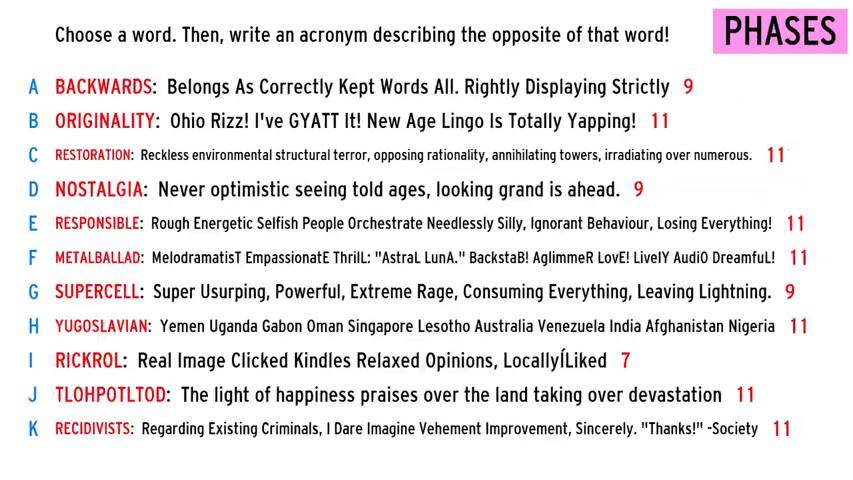 Choose a word. Then, write an acronym describing the opposite of that word!
PHASES
A BACKWARDS: Belongs As Correctly Kept Words All. Rightly Displaying Strictly 9
B ORIGINALITY: Ohio Rizz! I've GYATT It! New Age Lingo Is Totally Yapping! 11
C RESTORATION: Reckless environmental structural terror, opposing rationality, annihilating towers, irradiating over numerous. 11
D NOSTALGIA: Never optimistic seeing told ages, looking grand is ahead. 9
E RESPONSIBLE: Rough Energetic Selfish People Orchestrate Needlessly Silly, Ignorant Behaviour, Losing Everything! 11
F METALBALLAD: MelodramatisT EmpassionatE ThrilL: "AstraL LunA." BackstaB! AglimmeR LovE! LivelY AudiO DreamfuL! 11
G SUPERCELL: Super Usurping, Powerful, Extreme Rage, Consuming Everything, Leaving Lightning. 9
H YUGOSLAVIAN: Yemen Uganda Gabon Oman Singapore Lesotho Australia Venezuela India Afghanistan Nigeria 11
I RICKROL: Real Image Clicked Kindles Relaxed Opinions, LocallyÍLiked 7
J TLOHPOTLTOD: The light of happiness praises over the land taking over devastation 11
K RECIDIVISTS: Regarding Existing Criminals, I Dare Imagine Vehement Improvement, Sincerely. "Thanks!" -Society 11